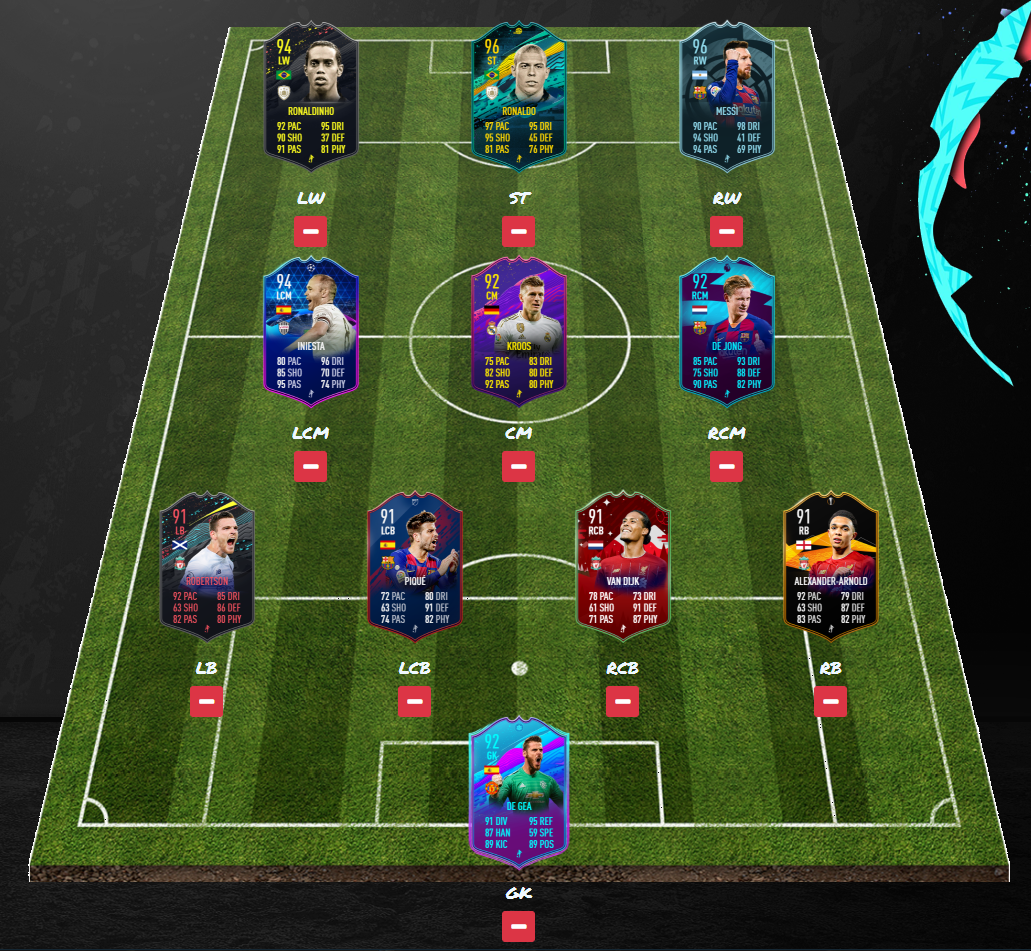 94
LW
RONALDINHO
92 PAC 95 DRI
90 SHO 37 DEF
91 PAS 81 PHY
96
ST
RONALDO
97 PAC 95 DRI
95 SHO 45 DEF
81 PAS 76 PHY
96
RW
MESSI
90 PAC 98 DRI
94 SHO 41 DEF
94 PAS 69 PHY
LW
ST
RW
94
LCM
INIESTA
80 PAC 96 DRI
85 SHO 70 DEF
95 PAS 74 PHY
92
CM
KROOS
75 PAC 83 DRI
82 SHO 80 DEF
92 PAS 80 PHY
92
RCM
DE JONG
85 PAC 93 DRI
75 SHO 88 DEF
90 PAS 82 PHY
LCM
CM
RCM
91
LB
ROBERTSON
92 PAC 85 DRI
63 SHO 86 DEF
82 PAS 80 PHY
91
LCB
PIQUÉ
72 PAC 80 DRI
63 SHO 91 DEF
74 PAS 82 PHY
91
RCB
VAN DIJK
78 PAC 73 DRI
61 SHO 91 DEF
71 PAS 87 PHY
91
RB
ALEXANDER-ARNOLD
92 PAC 79 DRI
63 SHO 87 DEF
83 PAS 82 PHY
LB
LCB
RCB
RB
92
GK
DE GEA
91 DIV 95 REF
87 HAN 59 SPE
89 KIC 89 POS
GK